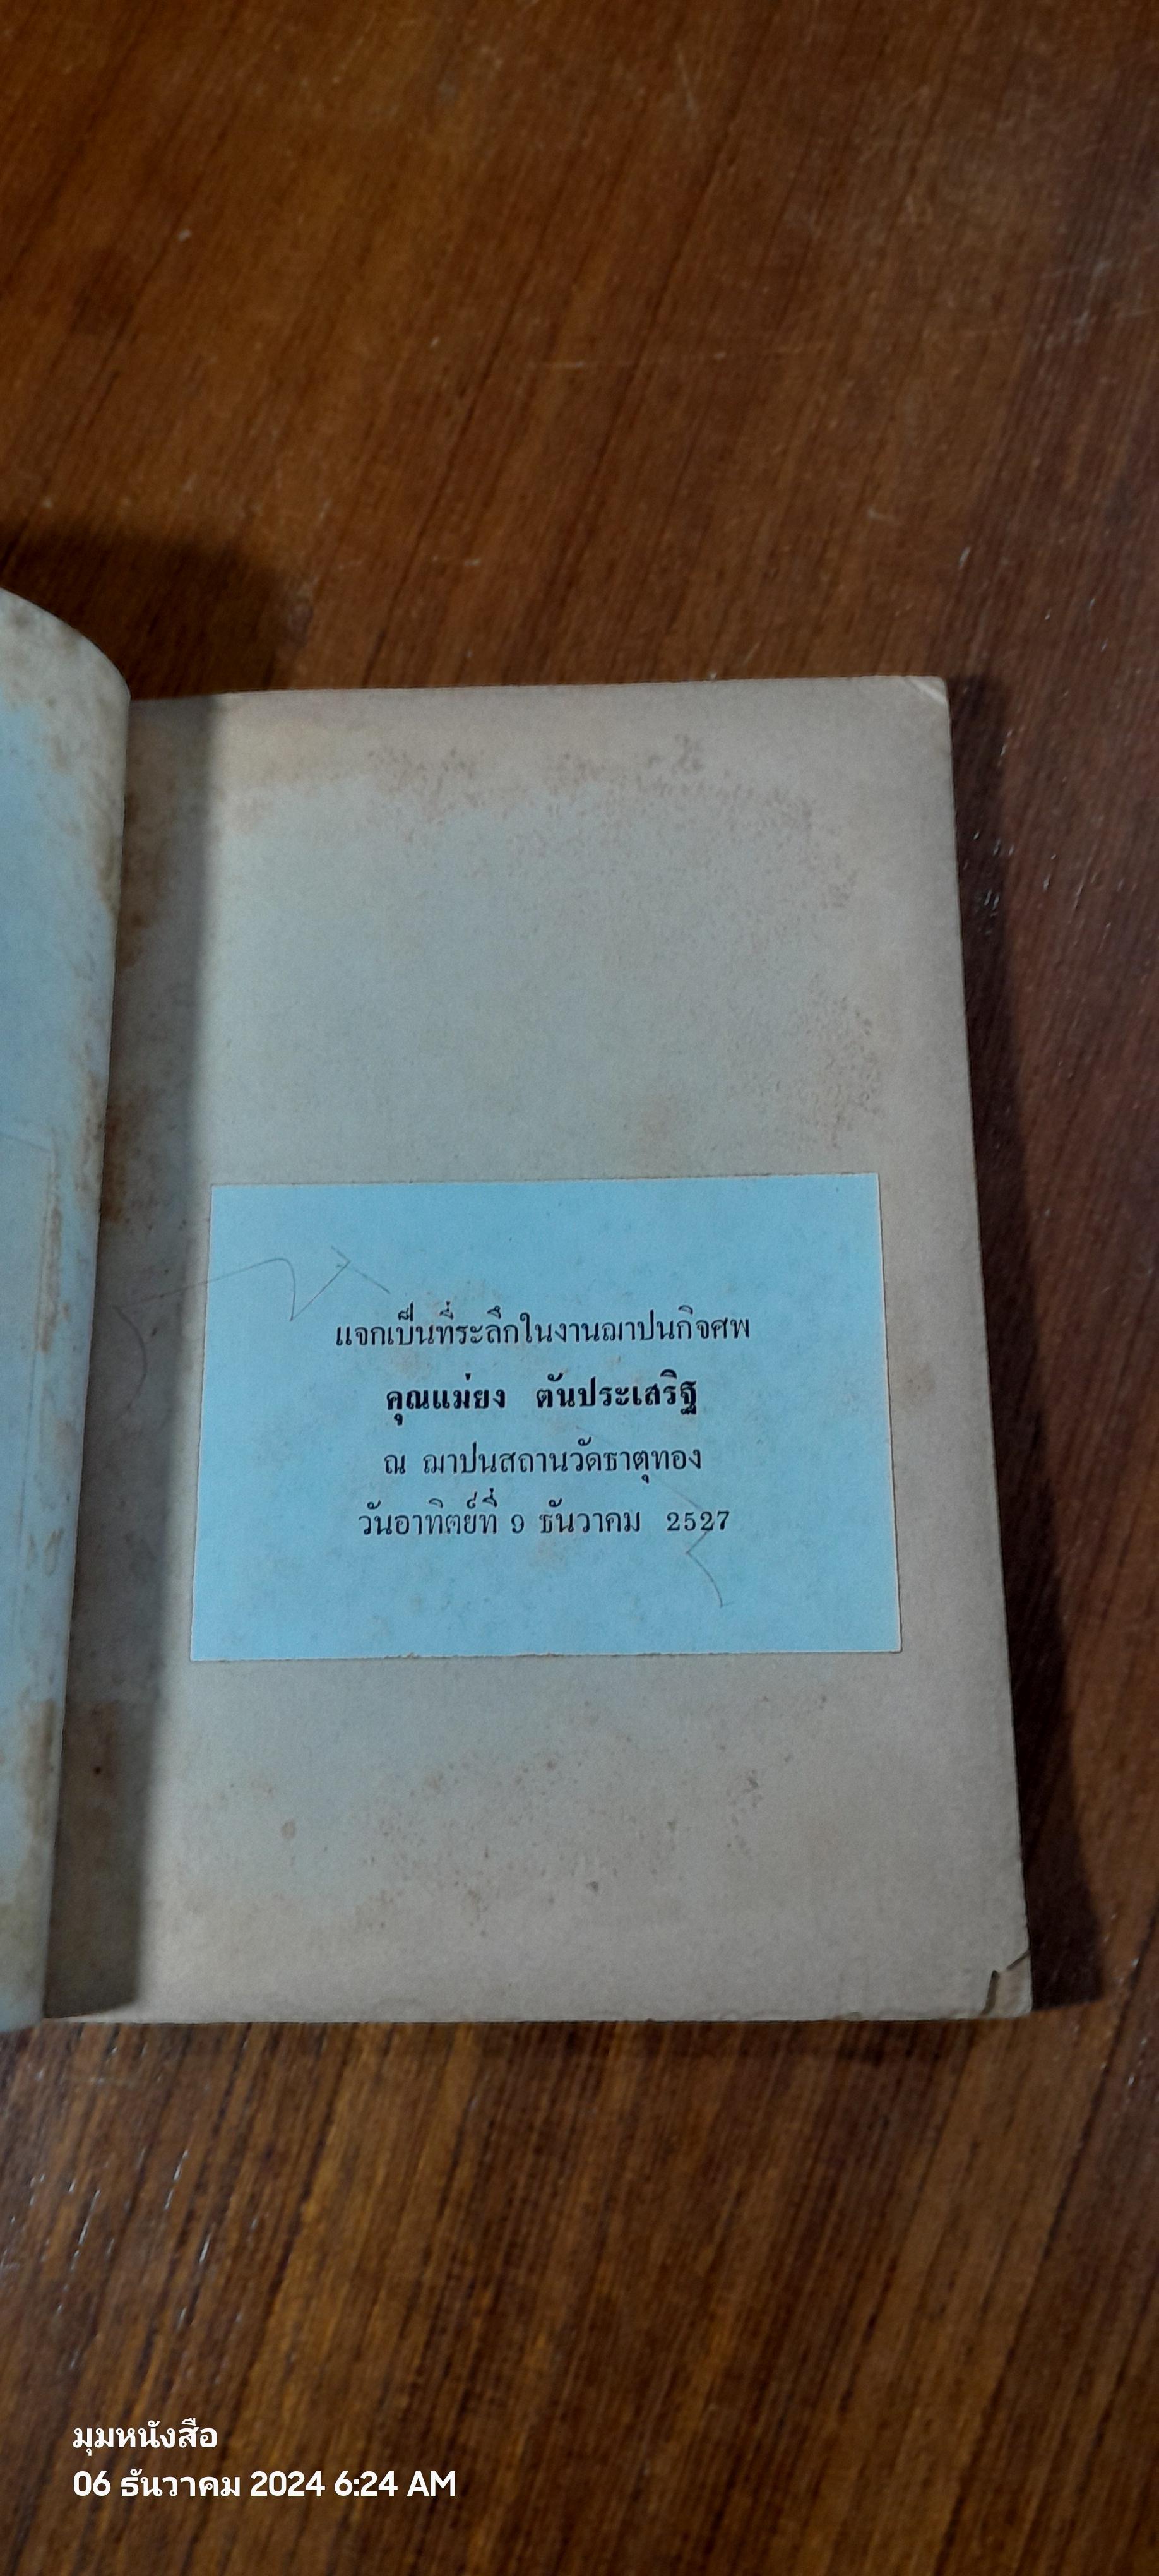 แจกเป็นที่ระลึกในงานฌาปนกิจศพ
คุณแม่ยง ตันประเสริฐ
ณ ฌาปนสถานวัดธาตุทอง
วันอาทิตย์ที่ 9 ธันวาคม 2527
มุมหนังสือ
06 ธันวาคม 2024 6:24 AM